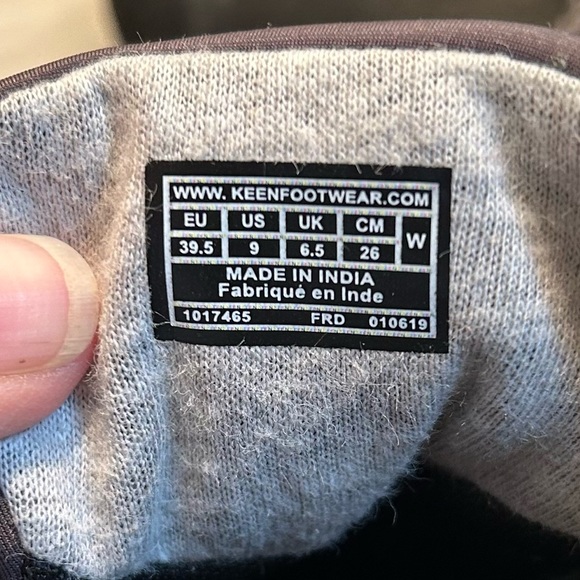 WWW. KEENFOOTWEAR.COM
EU US UK CM W
39.5 9 6.5 26
MADE IN INDIA
Fabriqué en Inde
1017465 FRD 010619